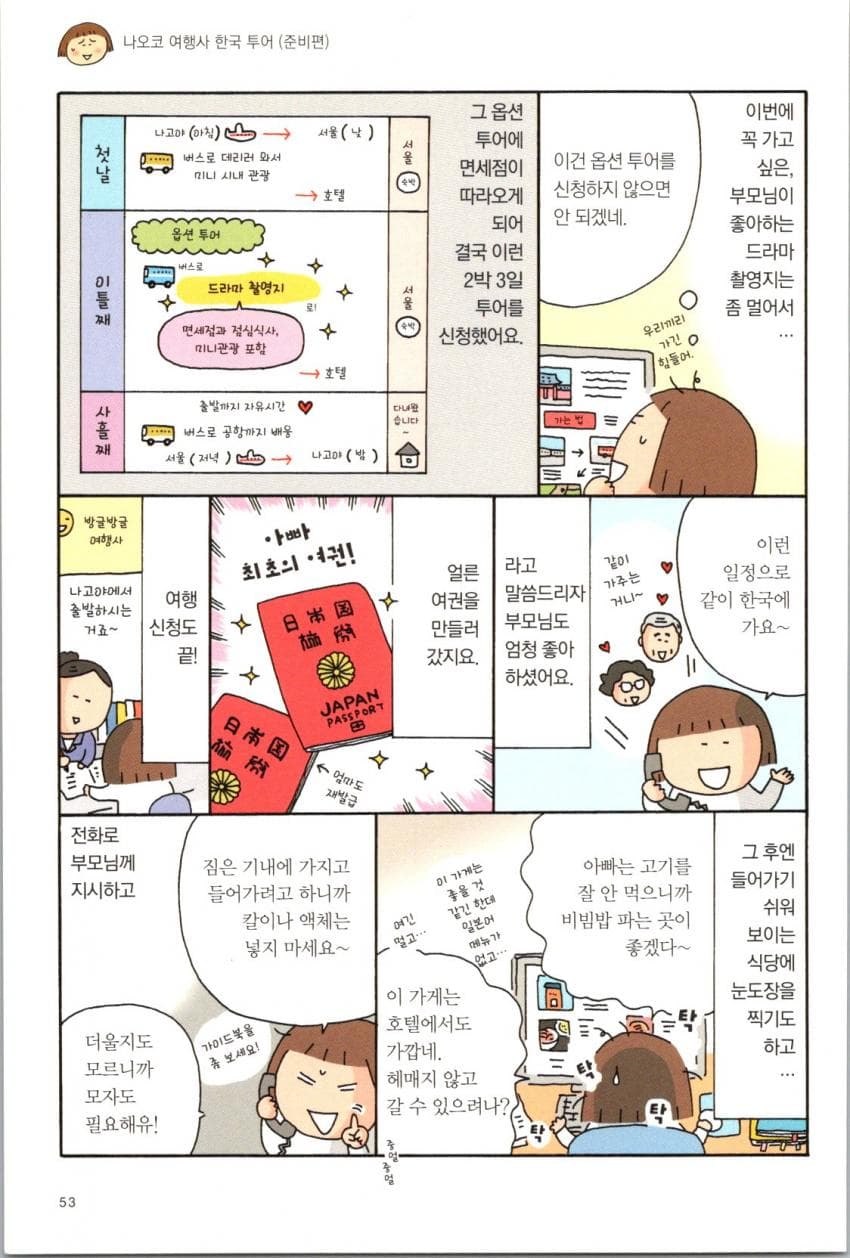 나오코 여행사 한국 투어 (준비편)
이번에
꼭 가고
싶은,
부모님이
좋아하는
드라마
촬영지는
좀 멀어서
…
이건 옵션 투어를
신청하지 않으면
안 되겠네.
우리끼리
가긴
힘들어.
가는 법
그 옵션
투어에
면세점이
따라오게
되어
결국 이런
2박 3일
투어를
신청했어요.
첫날
나고야 (아침) → 서울 (낮)
버스로 데리러 와서
미니 시내 관광
→ 호텔
서울
숙박
이틀째
옵션 투어
버스로
드라마 촬영지
로!
면세점과 점심식사,
미니관광 포함
→ 호텔
서울
숙박
사흘째
출발까지 자유시간 ♥
버스로 공항까지 배웅
서울 (저녁) → 나고야 (밤)
다녀왔
습니다
~
이런
일정으로
같이 한국에
가요~
같이
가주는
거니~
라고
말씀드리자
부모님도
엄청 좋아
하셨어요.
얼른
여권을
만들러
갔지요.
아빠
최초의 여권!
日本国
旅券
JAPAN
PASSPORT
日本国
旅券
엄마도
재발급
여행
신청도
끝!
방글방글
여행사
나고야에서
출발하시는
거죠~
그 후엔
들어가기
쉬워
보이는
식당에
눈도장을
찍기도
하고
…
아빠는 고기를
잘 안 먹으니까
비빔밥 파는 곳이
좋겠다~
이 가게는
좋을 것
같긴 한데
일본어
메뉴가
없고…
여긴
멀고…
이 가게는
호텔에서도
가깝네.
헤매지 않고
갈 수 있으려나?
중얼중얼
탁
탁
탁
탁
전화로
부모님께
지시하고
짐은 기내에 가지고
들어가려고 하니까
칼이나 액체는
넣지 마세요~
가이드북을
좀 보세요!
더울지도
모르니까
모자도
필요해유!
53